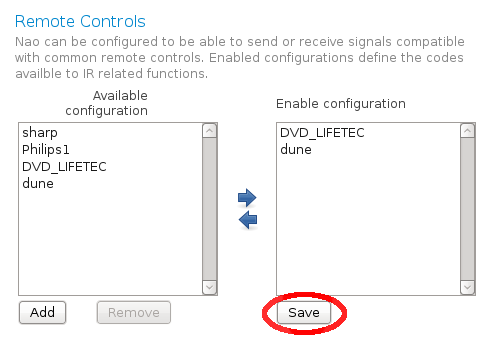 Remote Controls
Nao can be configured to be able to send or receive signals compatible
with common remote controls. Enabled configurations define the codes
availble to IR related functions.
Available
configuration
sharp
Philips1
DVD_LIFETEC
dune
Enable configuration
DVD_LIFETEC
dune
Add
Remove
Save